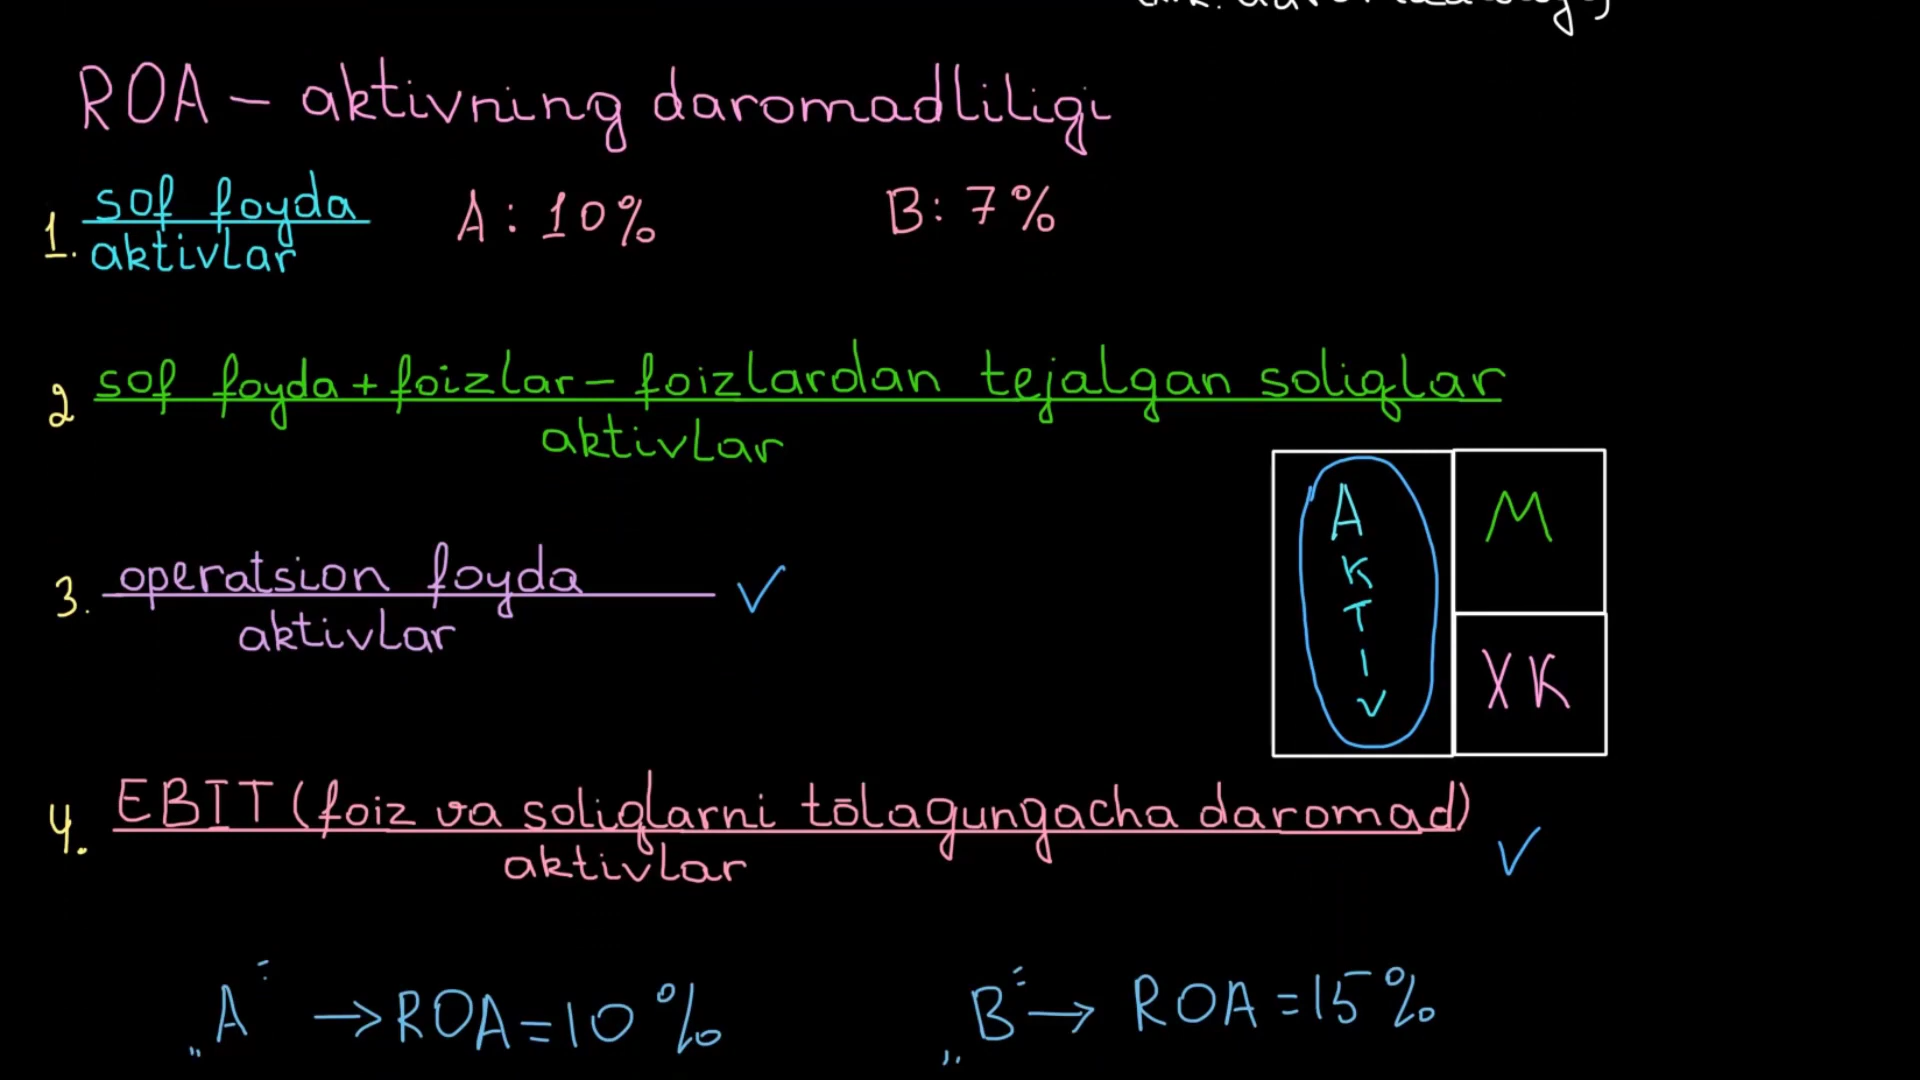 ROA – aktivning daromadliligi
1. sof foyda
aktivlar
A: 10%
B: 7%
2 sof foyda + foizlar – foizlardan tejalgan soliqlar
aktivlar
3. operatsion foyda ✓
aktivlar
AKTIV
M
XK
4. EBIT (foiz va soliqlarni tōlagungacha daromad) ✓
aktivlar
„A" → ROA = 10%
„B" → ROA = 15%